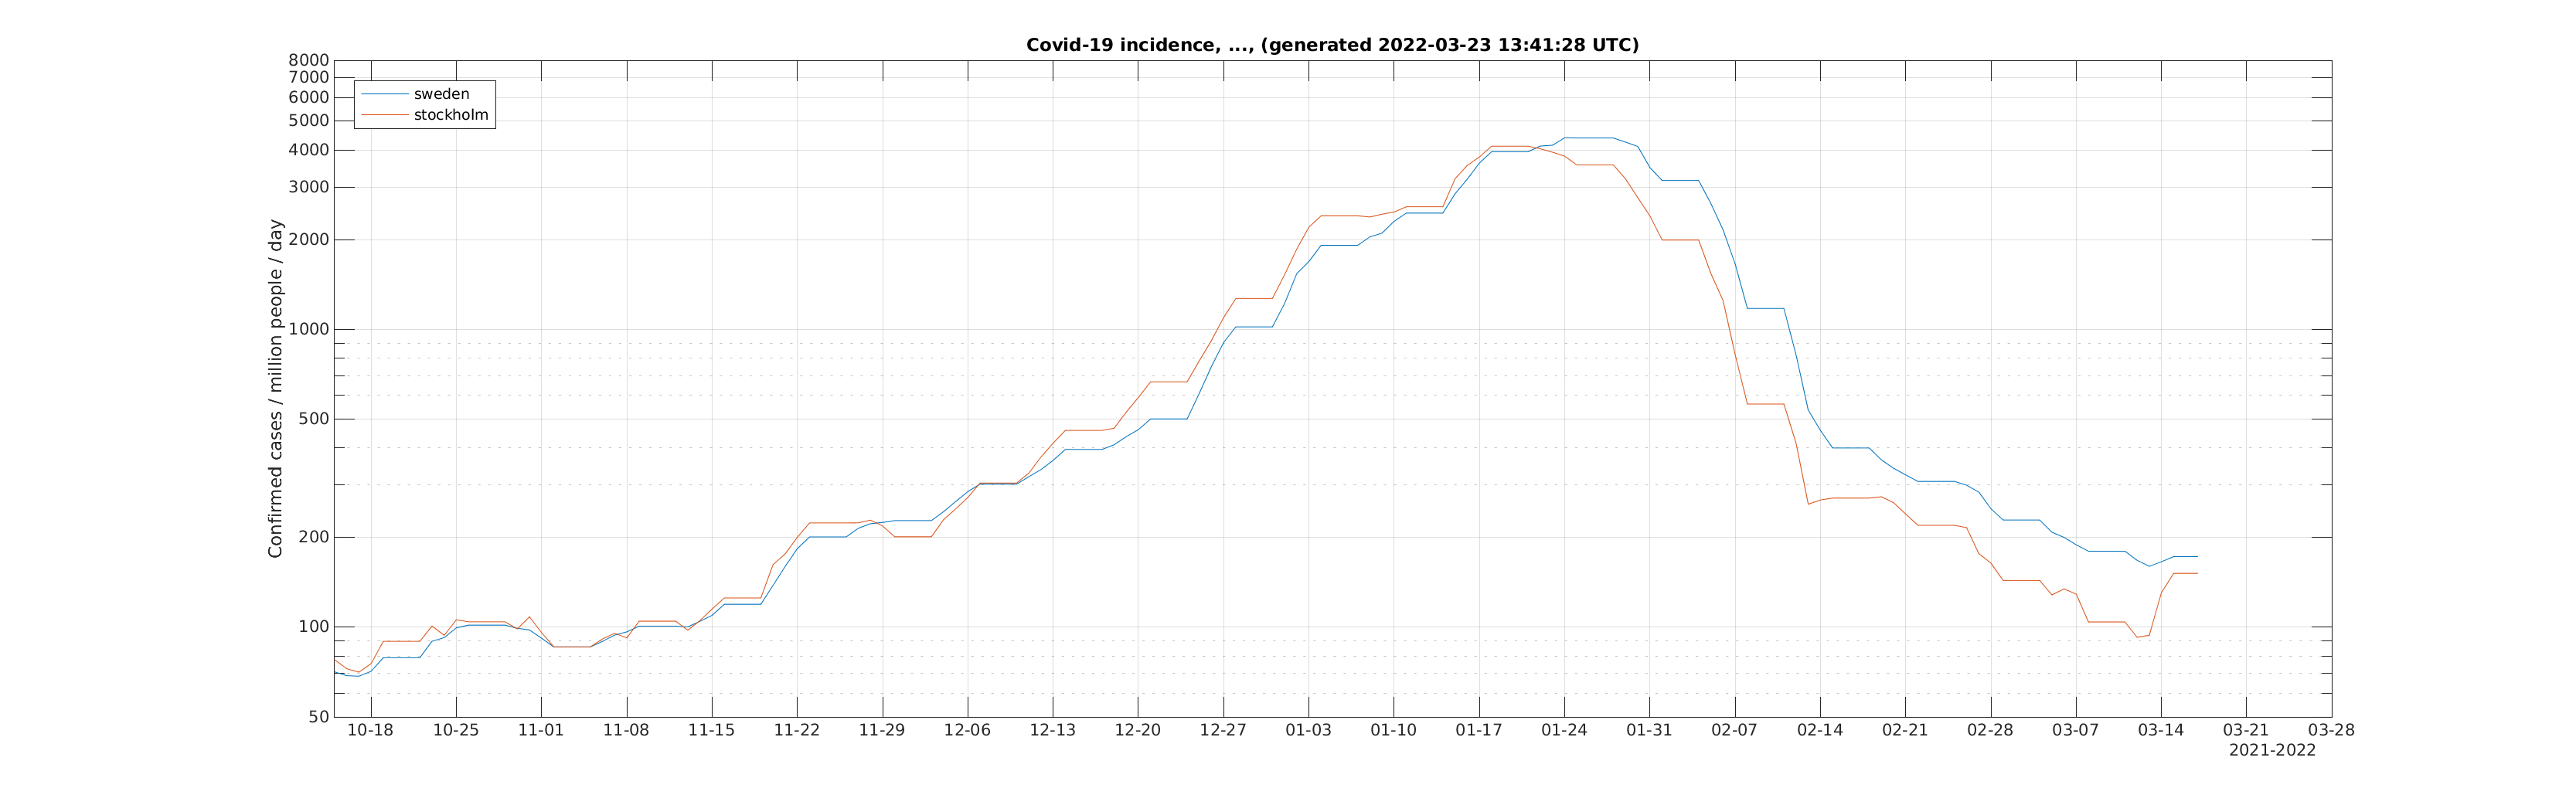 Covid-19 incidence, ..., (generated 2022-03-23 13:41:28 UTC)
8000
7000
6000
5000
4000
3000
2000
1000
500
200
100
50
Confirmed cases / million people / day
sweden
stockholm
10-18 10-25 11-01 11-08 11-15 11-22 11-29 12-06 12-13 12-20 12-27 01-03 01-10 01-17 01-24 01-31 02-07 02-14 02-21 02-28 03-07 03-14 03-21 03-28
2021-2022